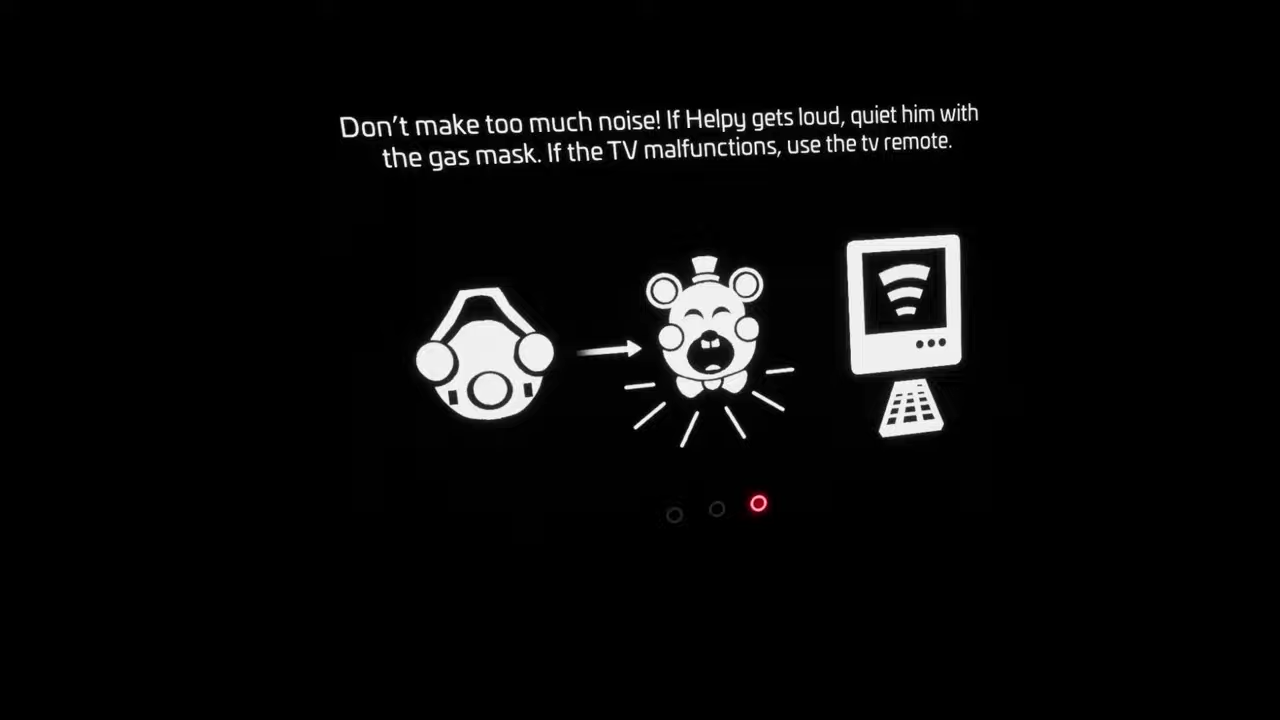 Don't make too much noise! If Helpy gets loud, quiet him with
the gas mask. If the TV malfunctions, use the tv remote.